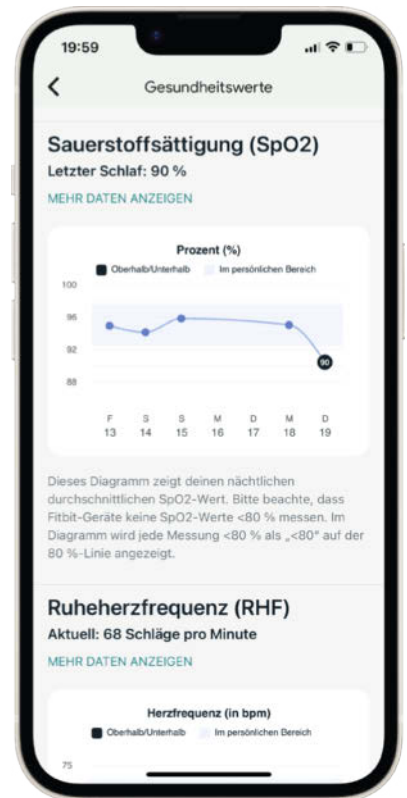 19:59
Gesundheitswerte
Sauerstoffsättigung (SpO2)
Letzter Schlaf: 90 %
MEHR DATEN ANZEIGEN
Prozent (%)
Oberhalb/Unterhalb Im persönlichen Bereich
100
96
92
90
88
F S S M D M D
13 14 15 16 17 18 19
Dieses Diagramm zeigt deinen nächtlichen
durchschnittlichen SpO2-Wert. Bitte beachte, dass
Fitbit-Geräte keine SpO2-Werte <80 % messen. Im
Diagramm wird jede Messung <80 % als „<80“ auf der
80 %-Linie angezeigt.
Ruheherzfrequenz (RHF)
Aktuell: 68 Schläge pro Minute
MEHR DATEN ANZEIGEN
Herzfrequenz (in bpm)
Oberhalb/Unterhalb Im persönlichen Bereich
75